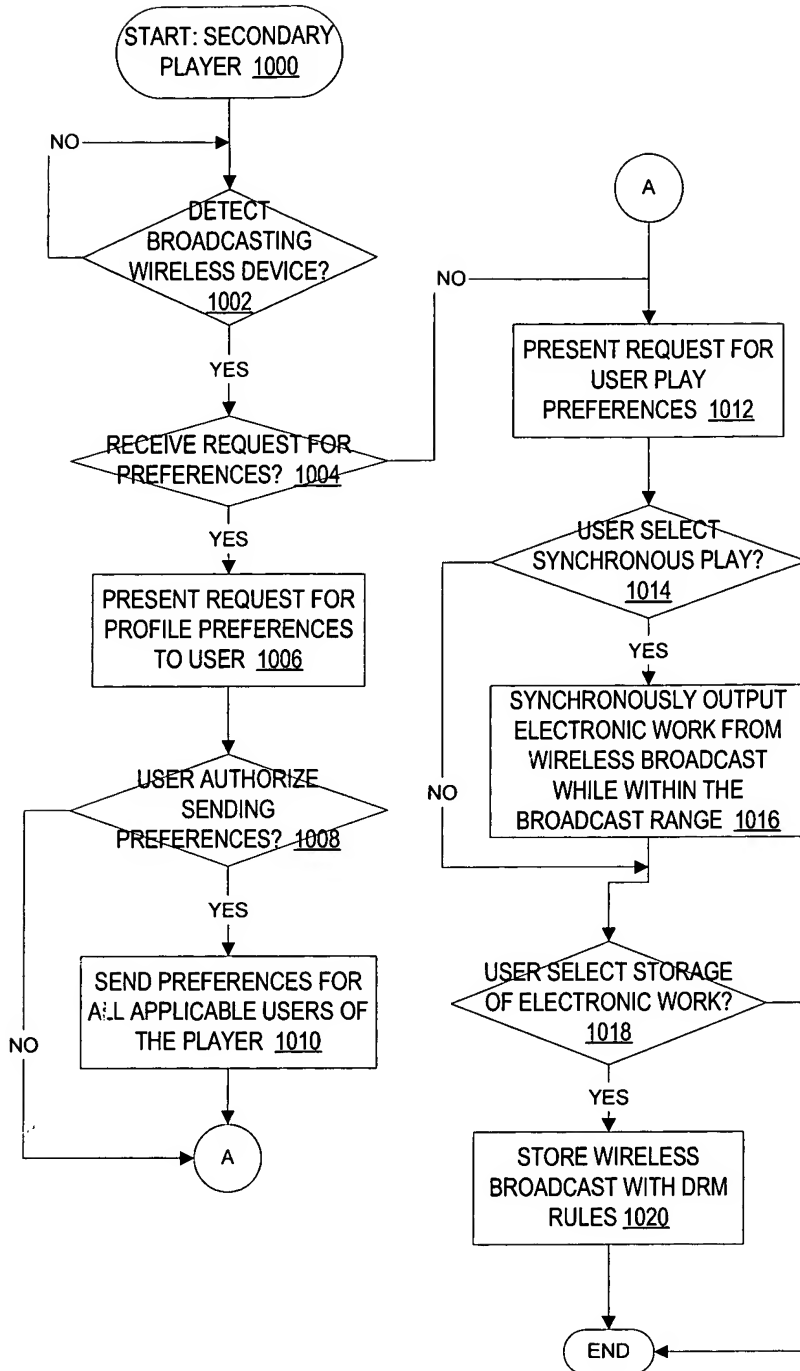 START: SECONDARY
PLAYER 1000
NO
DETECT
BROADCASTING
WIRELESS DEVICE?
1002
YES
RECEIVE REQUEST FOR
PREFERENCES? 1004
NO
YES
PRESENT REQUEST FOR
PROFILE PREFERENCES
TO USER 1006
USER AUTHORIZE
SENDING
PREFERENCES? 1008
YES
SEND PREFERENCES FOR
ALL APPLICABLE USERS OF
THE PLAYER 1010
NO
A
A
PRESENT REQUEST FOR
USER PLAY
PREFERENCES 1012
USER SELECT
SYNCHRONOUS PLAY?
1014
YES
SYNCHRONOUSLY OUTPUT
ELECTRONIC WORK FROM
WIRELESS BROADCAST
WHILE WITHIN THE
BROADCAST RANGE 1016
NO
USER SELECT STORAGE
OF ELECTRONIC WORK?
1018
YES
STORE WIRELESS
BROADCAST WITH DRM
RULES 1020
END